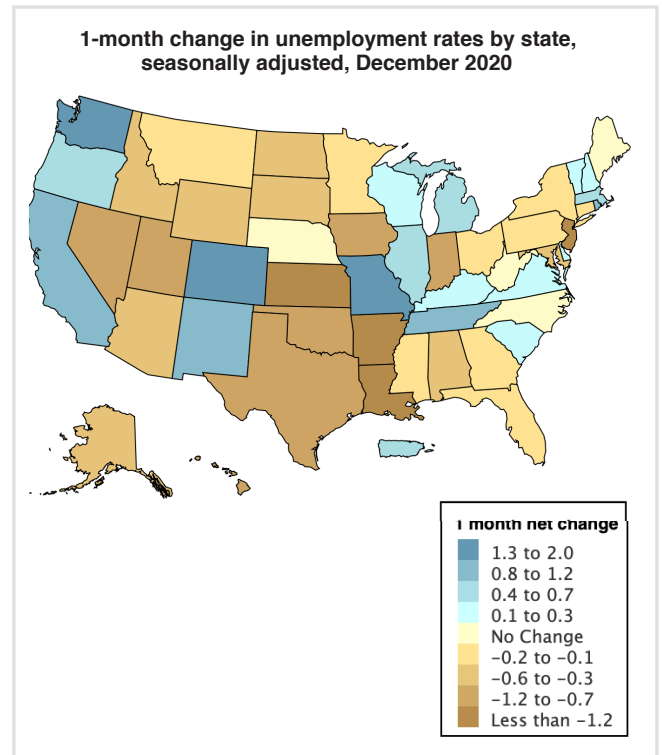 1-month change in unemployment rates by state,
seasonally adjusted, December 2020
1 month net change
1.3 to 2.0
0.8 to 1.2
0.4 to 0.7
0.1 to 0.3
No Change
−0.2 to −0.1
−0.6 to −0.3
−1.2 to −0.7
Less than −1.2